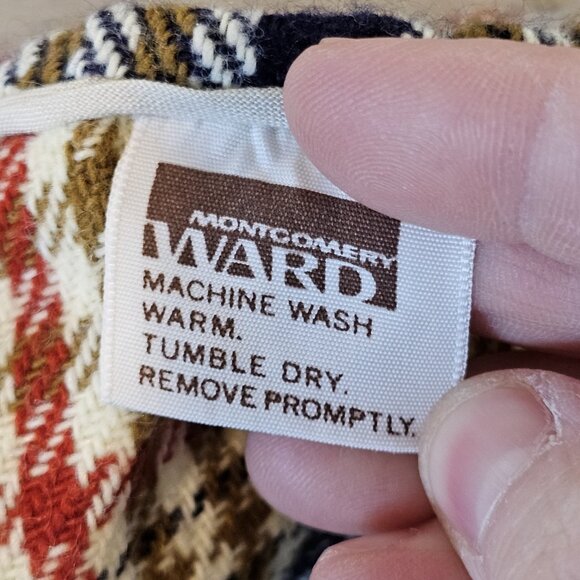 MONTGOMERY
WARD
MACHINE WASH
WARM.
TUMBLE DRY.
REMOVE PROMPTLY.